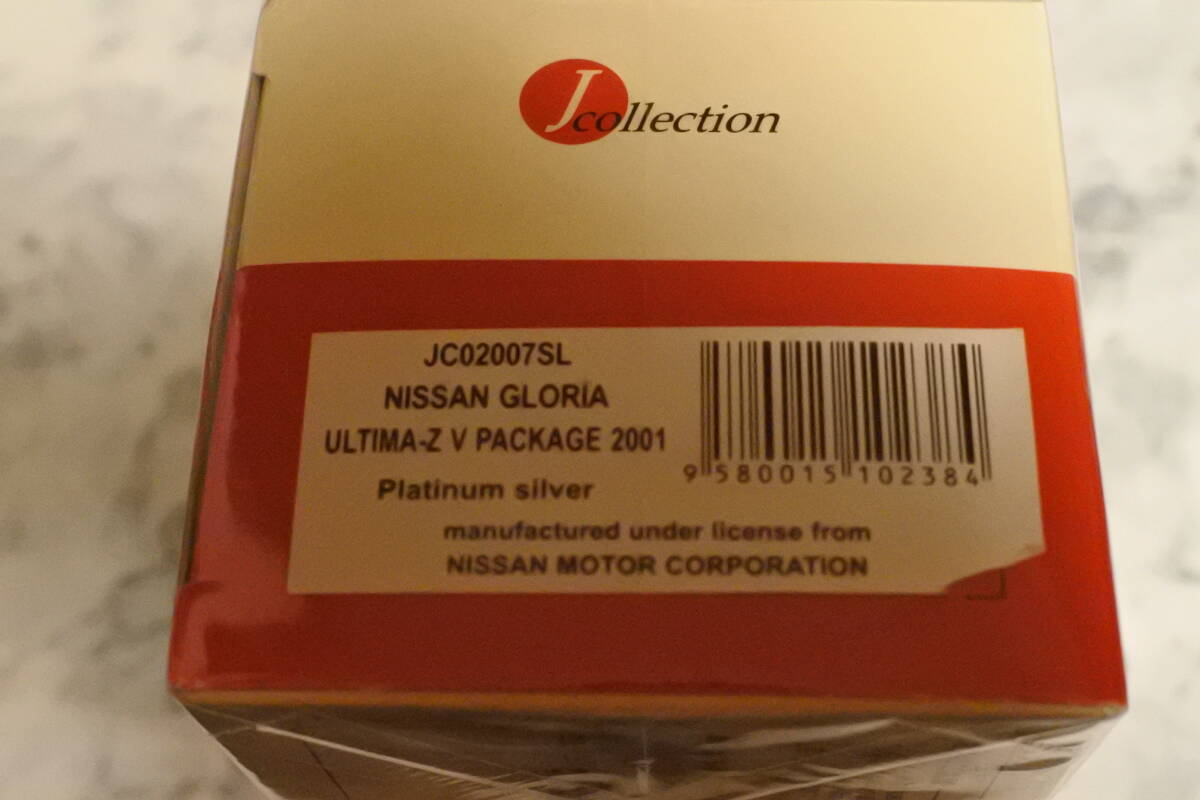 Jcollection
JC02007SL
NISSAN GLORIA
ULTIMA-Z V PACKAGE 2001
Platinum silver
9 580015 102384
manufactured under license from
NISSAN MOTOR CORPORATION